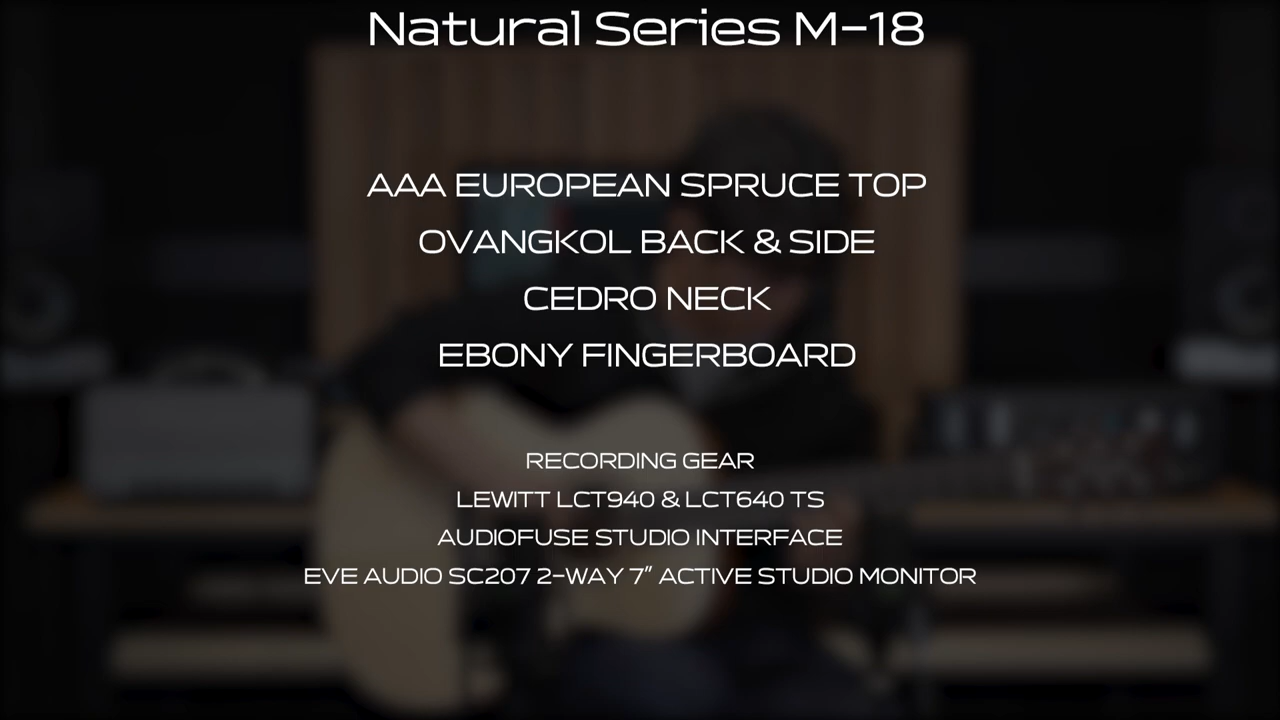 Natural Series M-18
AAA EUROPEAN SPRUCE TOP
OVANGKOL BACK & SIDE
CEDRO NECK
EBONY FINGERBOARD
RECORDING GEAR
LEWITT LCT940 & LCT640 TS
AUDIOFUSE STUDIO INTERFACE
EVE AUDIO SC207 2-WAY 7” ACTIVE STUDIO MONITOR